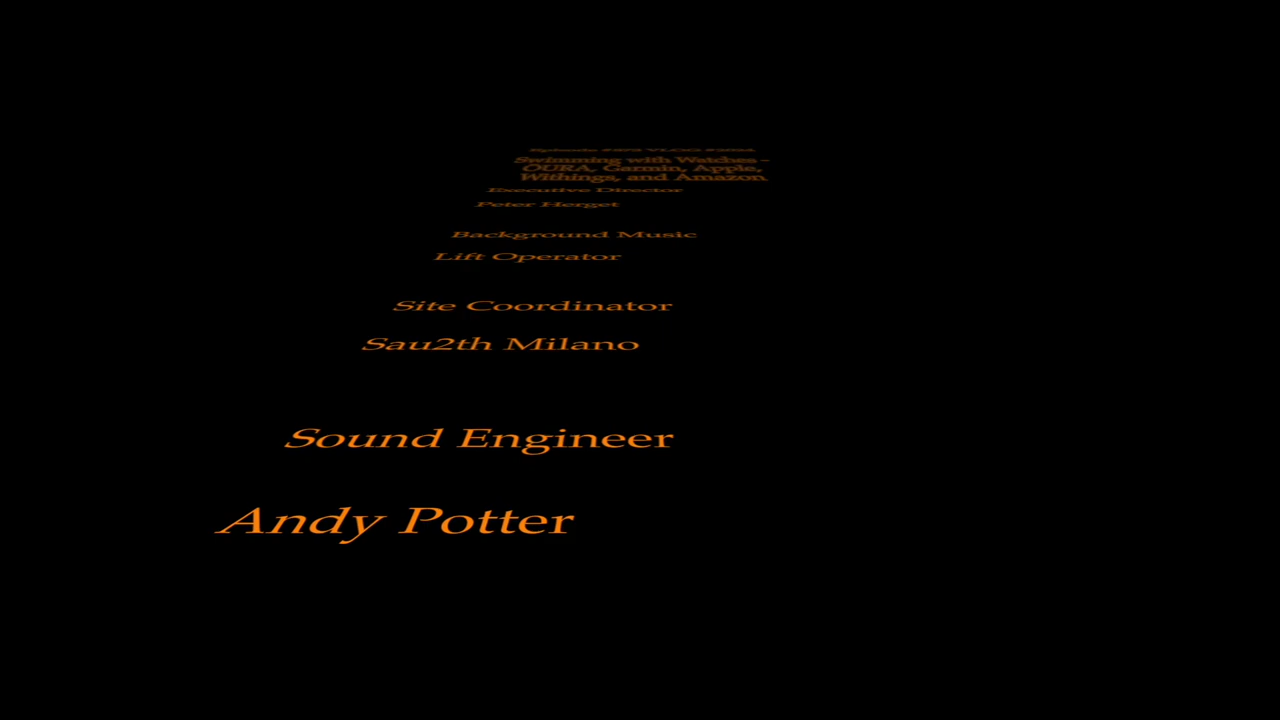 Swimming with Watches -
OURA, Garmin, Apple,
Withings, and Amazon
Executive Director
Peter Herget
Background Music
Lift Operator
Site Coordinator
Sau2th Milano
Sound Engineer
Andy Potter